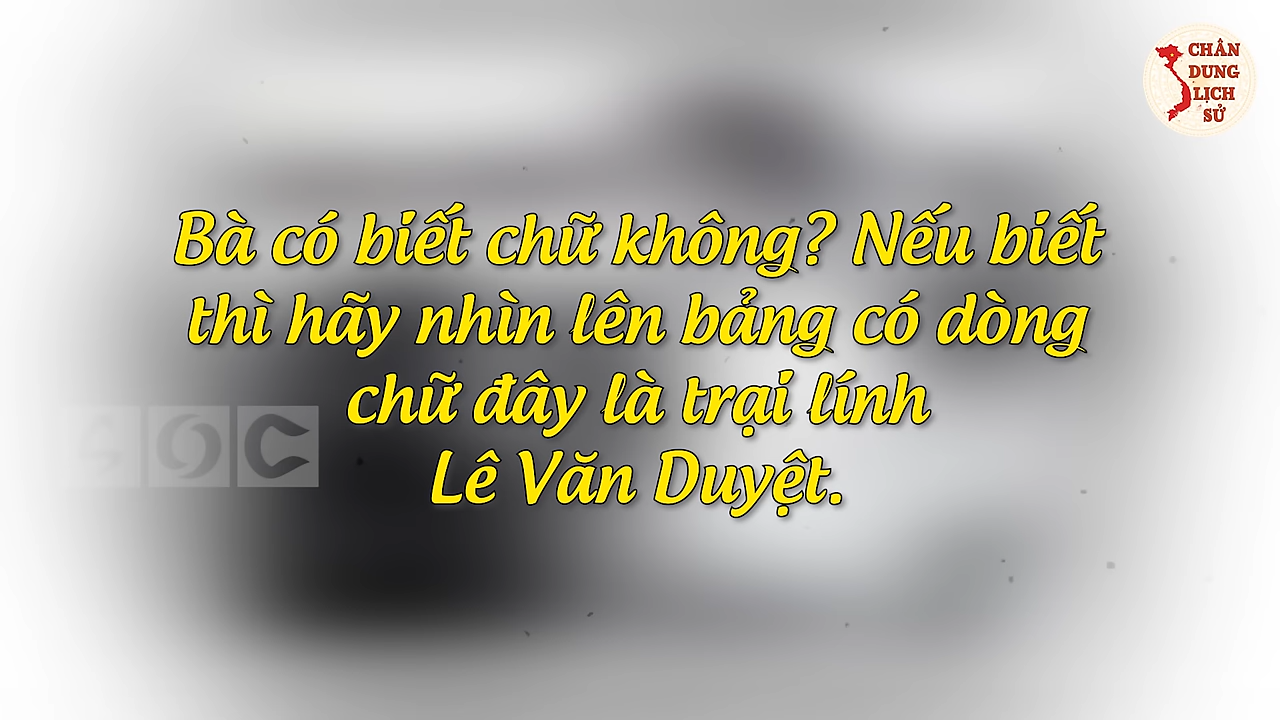 CHÂN
DUNG
LỊCH
SỬ
Bà có biết chữ không? Nếu biết
thì hãy nhìn lên bảng có dòng
chữ đây là trại lính
Lê Văn Duyệt.